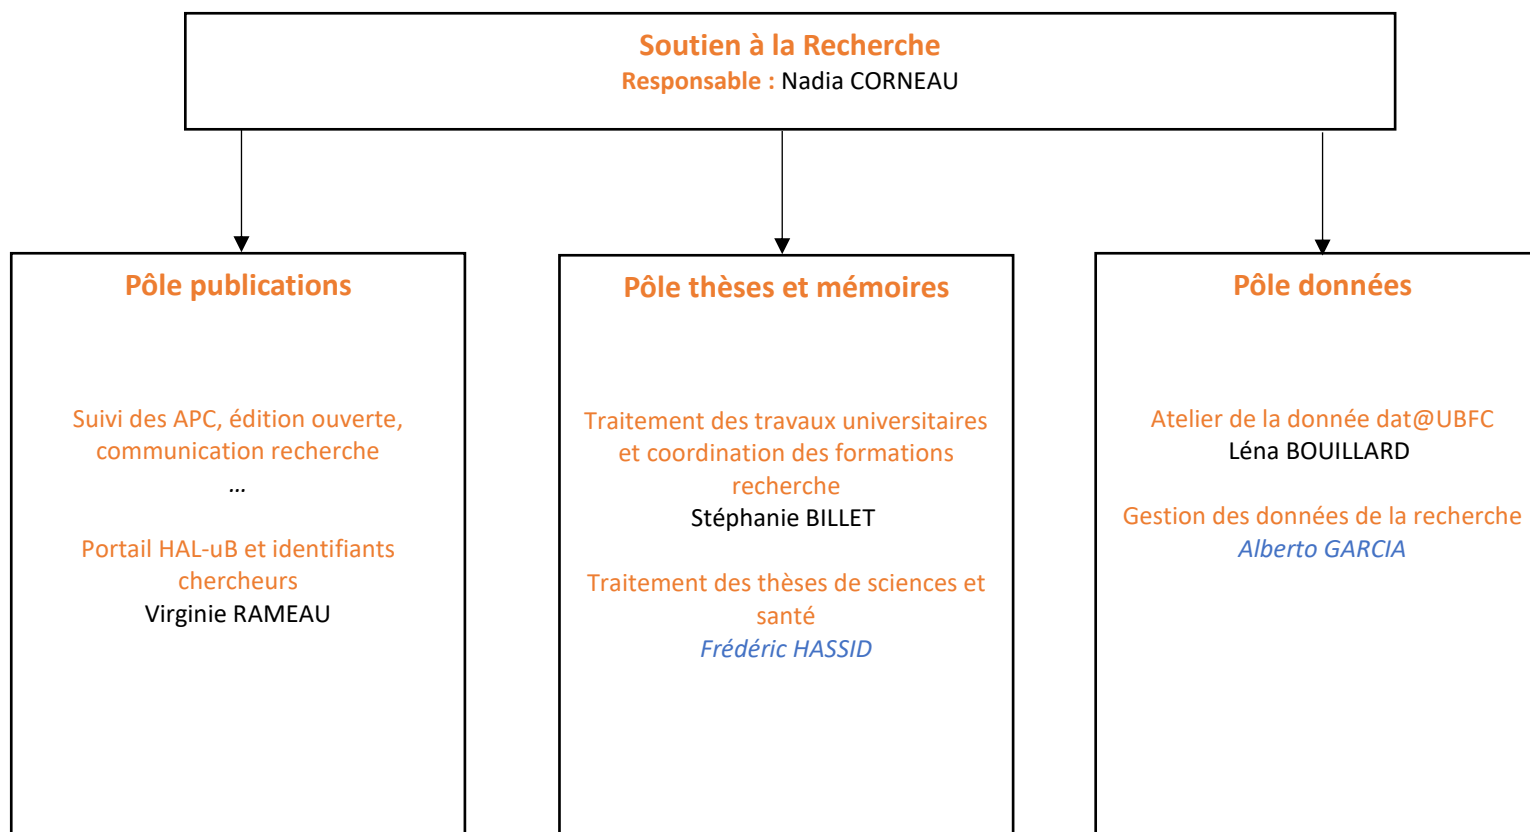 Soutien à la Recherche
Responsable : Nadia CORNEAU
Pôle publications
Suivi des APC, édition ouverte,
communication recherche
…
Portail HAL-uB et identifiants
chercheurs
Virginie RAMEAU
Pôle thèses et mémoires
Traitement des travaux universitaires
et coordination des formations
recherche
Stéphanie BILLET
Traitement des thèses de sciences et
santé
Frédéric HASSID
Pôle données
Atelier de la donnée dat@UBFC
Léna BOUILLARD
Gestion des données de la recherche
Alberto GARCIA